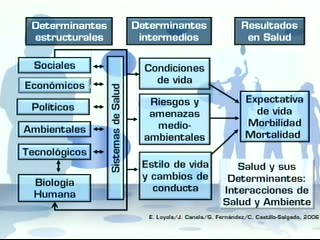 Determinantes
estructurales
Determinantes
intermedios
Resultados
en Salud
Sociales
Económicos
Políticos
Ambientales
Tecnológicos
Biologia
Humana
Sistemas de Salud
Condiciones
de vida
Riesgos y
amenazas
medio-
ambientales
Estilo de vida
y cambios de
conducta
Expectativa
de vida
Morbilidad
Mortalidad
Salud y sus
Determinantes:
Interacciones de
Salud y Ambiente
E. Loyola/J. Canela/G. Fernández/C. Castillo-Salgado, 2006